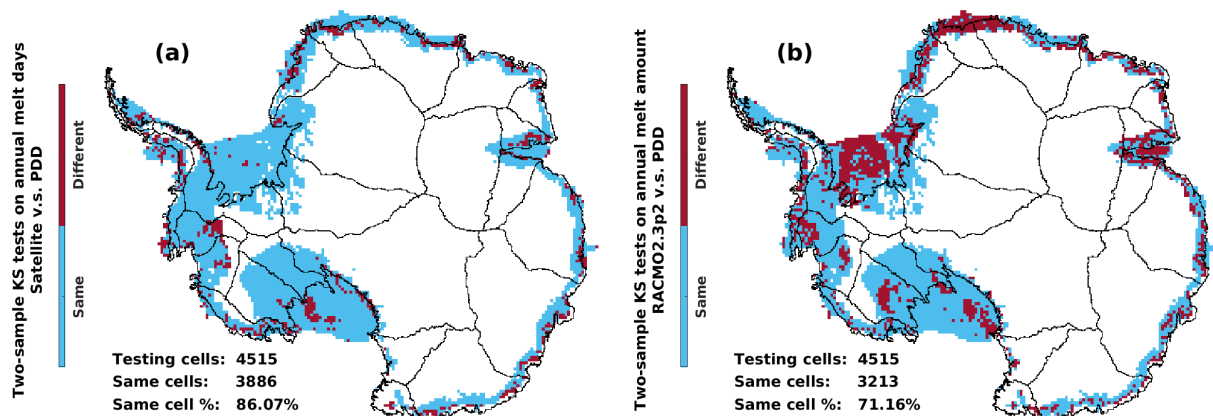 Two-sample KS tests on annual melt days
Satellite v.s. PDD
Different
Same
(a)
Testing cells: 4515
Same cells: 3886
Same cell %: 86.07%
Two-sample KS tests on annual melt amount
RACMO2.3p2 v.s. PDD
Different
Same
(b)
Testing cells: 4515
Same cells: 3213
Same cell %: 71.16%